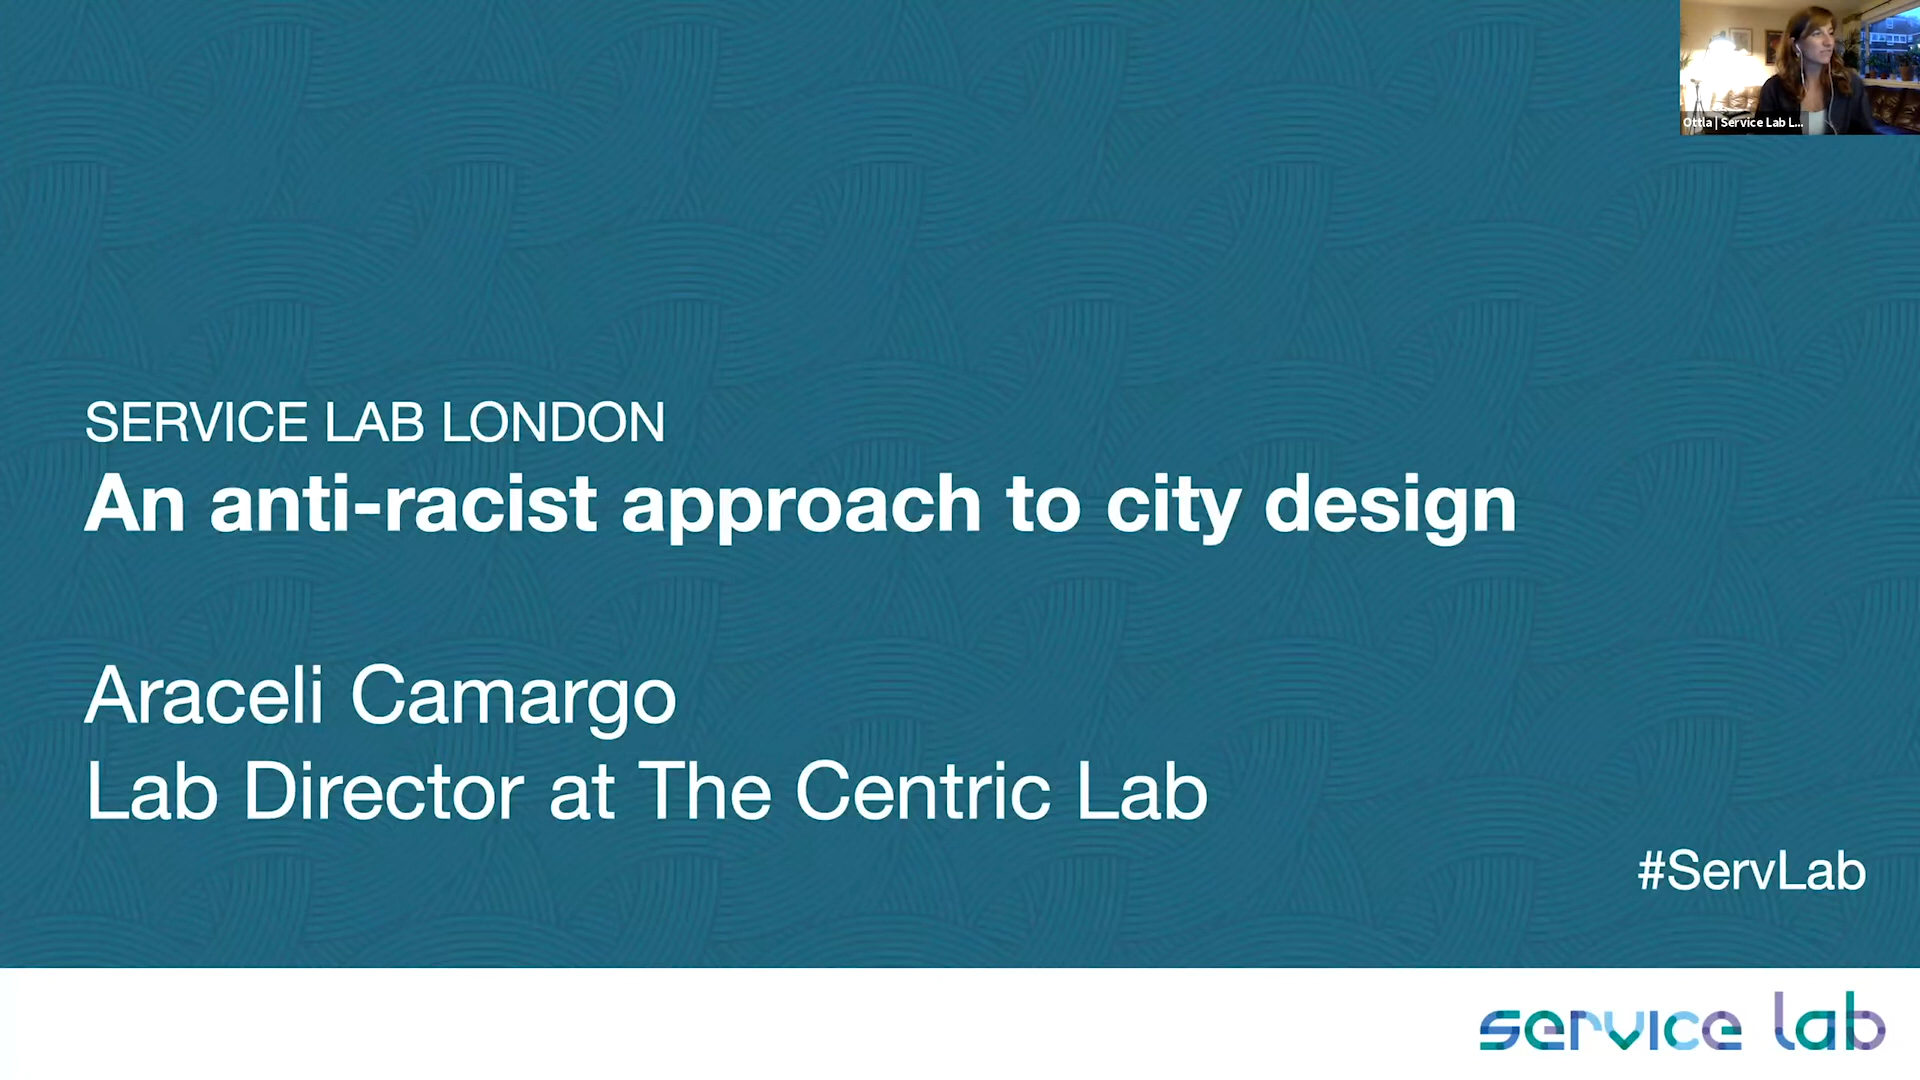 Ottla | Service Lab L...
SERVICE LAB LONDON
An anti-racist approach to city design
Araceli Camargo
Lab Director at The Centric Lab
#ServLab
service lab